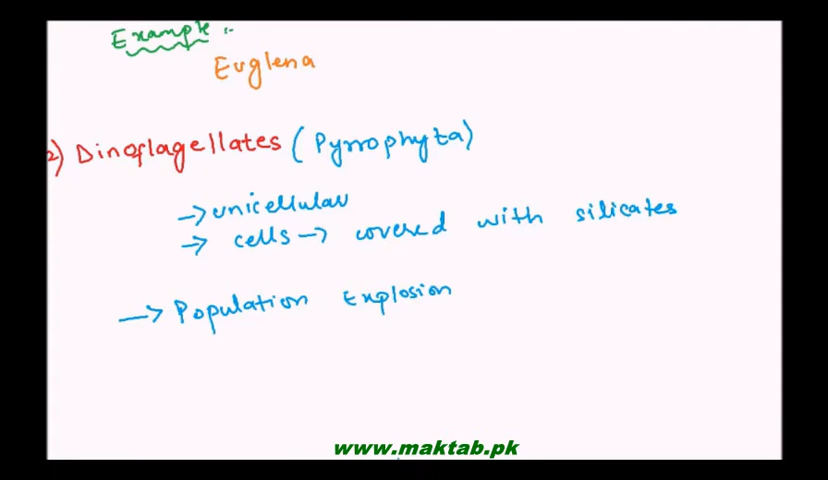 Example :-
Euglena
2) Dinoflagellates (Pyrrophyta)
→ unicellular
→ cells → covered with silicates
→ Population Explosion
www.maktab.pk